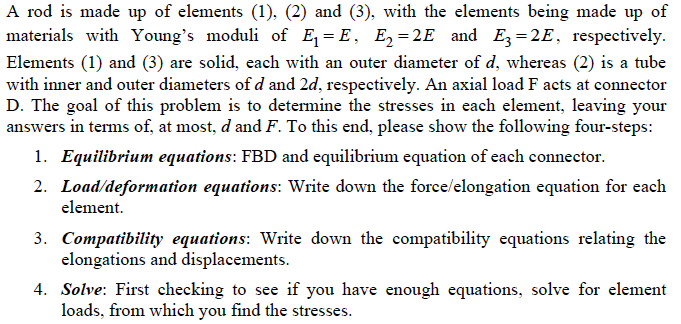 A rod is made up of elements (1), (2) and (3), with the elements being made up of
materials with Young's moduli of E₁ = E, E₂ = 2E and E₃ = 2E, respectively.
Elements (1) and (3) are solid, each with an outer diameter of d, whereas (2) is a tube
with inner and outer diameters of d and 2d, respectively. An axial load F acts at connector
D. The goal of this problem is to determine the stresses in each element, leaving your
answers in terms of, at most, d and F. To this end, please show the following four-steps:
1. Equilibrium equations: FBD and equilibrium equation of each connector.
2. Load/deformation equations: Write down the force/elongation equation for each
element.
3. Compatibility equations: Write down the compatibility equations relating the
elongations and displacements.
4. Solve: First checking to see if you have enough equations, solve for element
loads, from which you find the stresses.